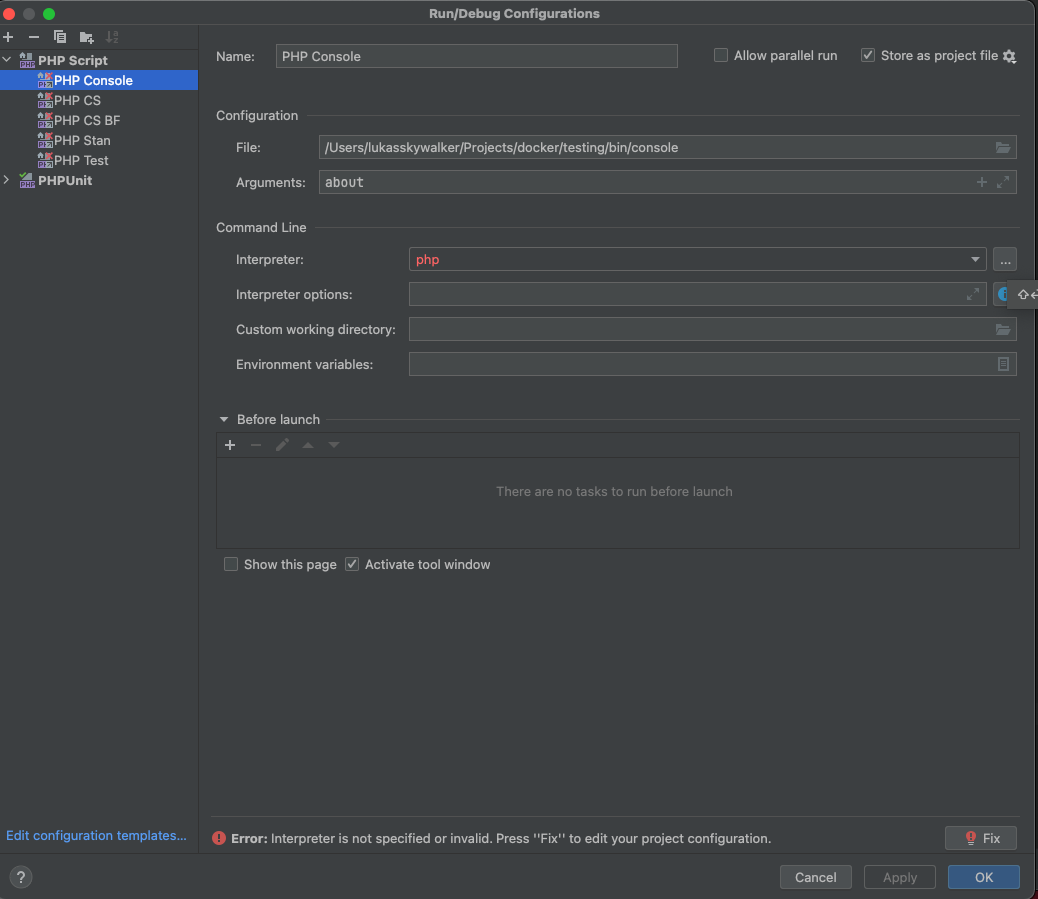 Run/Debug Configurations
PHP Script
PHP Console
PHP CS
PHP CS BF
PHP Stan
PHP Test
PHPUnit
Edit configuration templates...
Name: PHP Console Allow parallel run Store as project file
Configuration
File: /Users/lukasskywalker/Projects/docker/testing/bin/console
Arguments: about
Command Line
Interpreter: php ...
Interpreter options:
Custom working directory:
Environment variables:
Before launch
There are no tasks to run before launch
Show this page Activate tool window
Error: Interpreter is not specified or invalid. Press ''Fix'' to edit your project configuration. Fix
? Cancel Apply OK